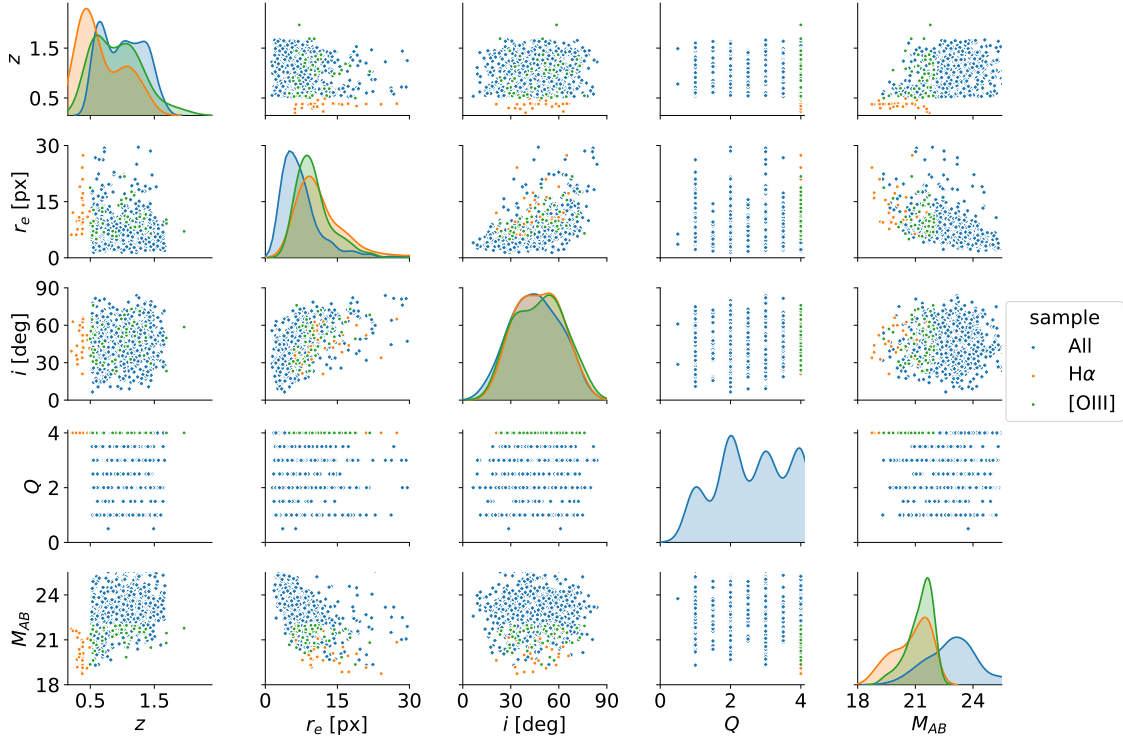 z
1.5
0.5
r_e [px]
30
15
0
i [deg]
90
60
30
0
sample
All
Hα
[OIII]
Q
4
2
0
M_AB
24
21
18
0.5 1.5
0 15 30
0 30 60 90
0 2 4
18 21 24
z
r_e [px]
i [deg]
Q
M_AB